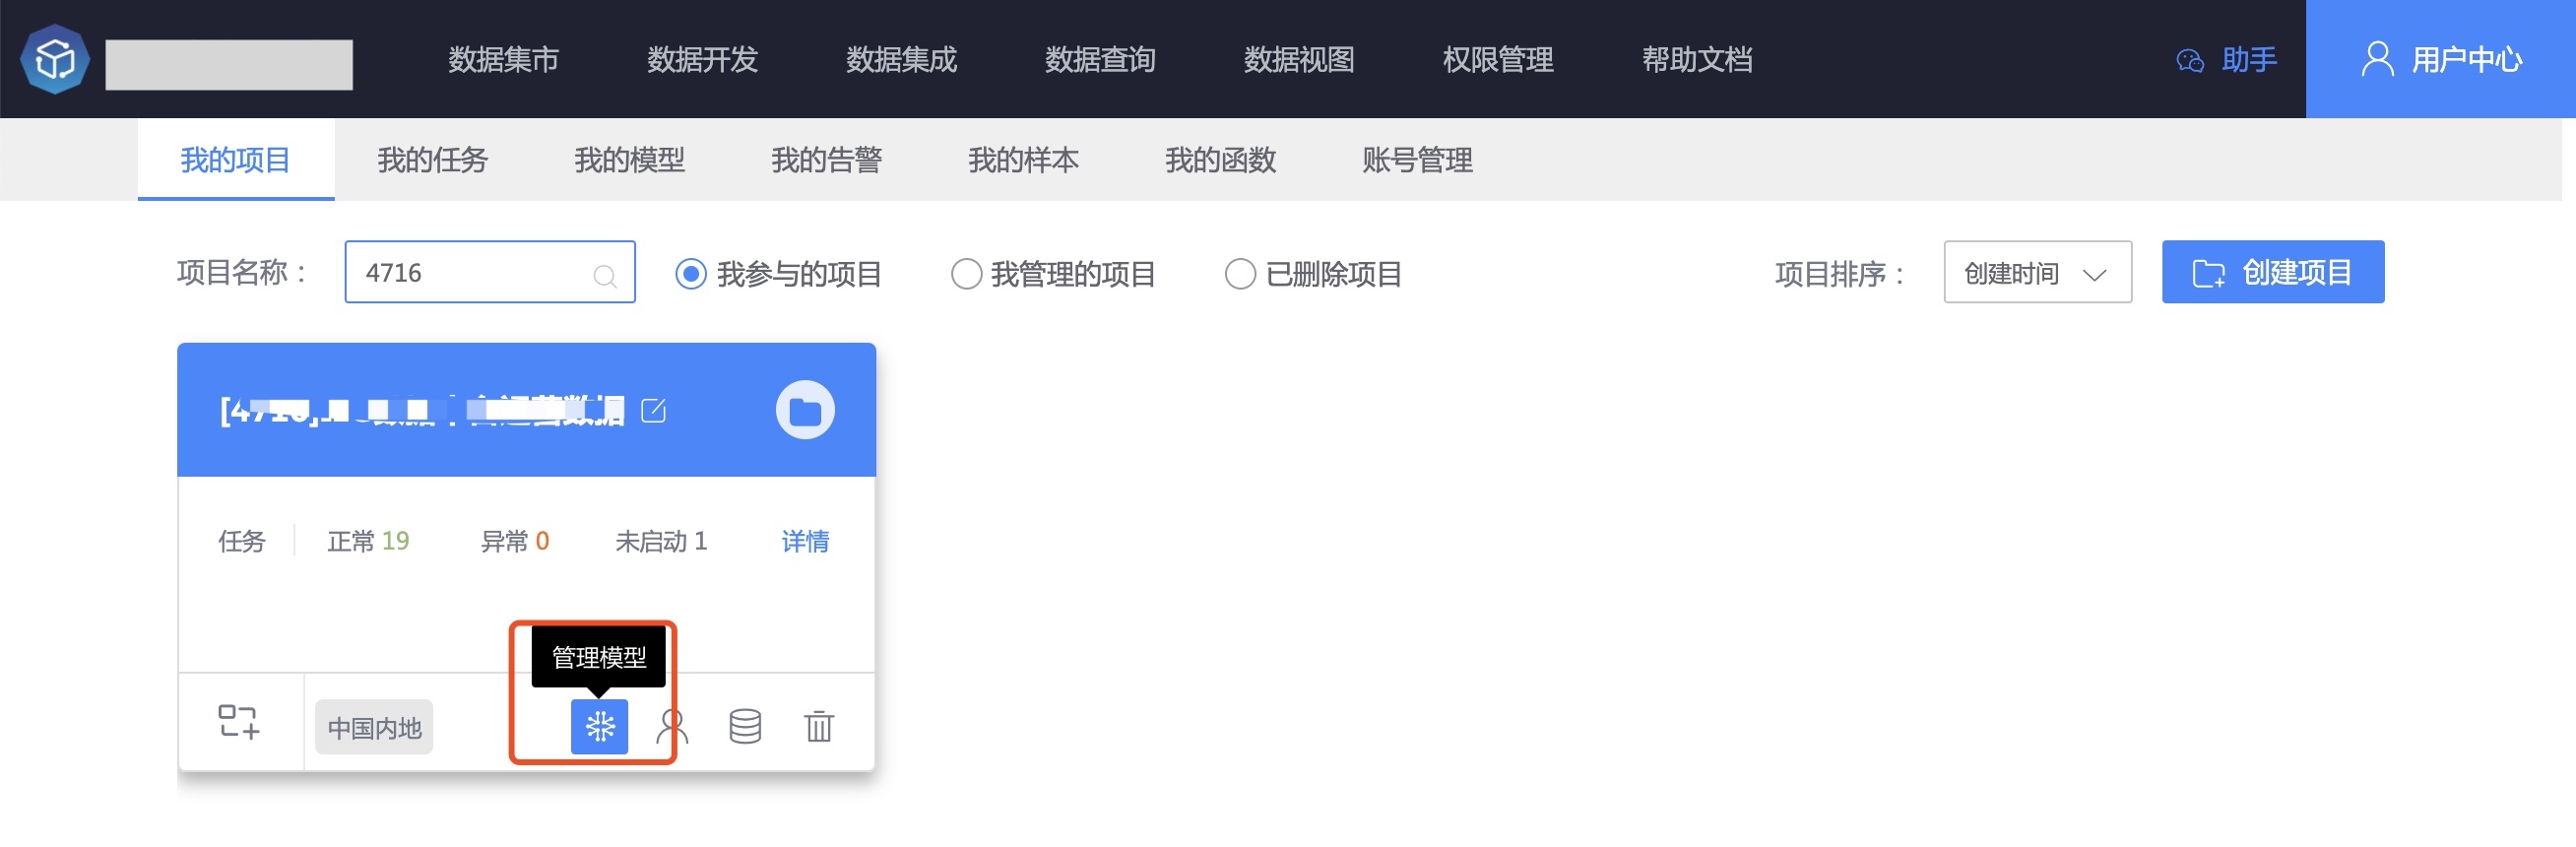 数据集市 数据开发 数据集成 数据查询 数据视图 权限管理 帮助文档 助手 用户中心
我的项目 我的任务 我的模型 我的告警 我的样本 我的函数 账号管理
项目名称： 4716 我参与的项目 我管理的项目 已删除项目 项目排序： 创建时间 创建项目
任务 正常 19 异常 0 未启动 1 详情
管理模型
中国内地